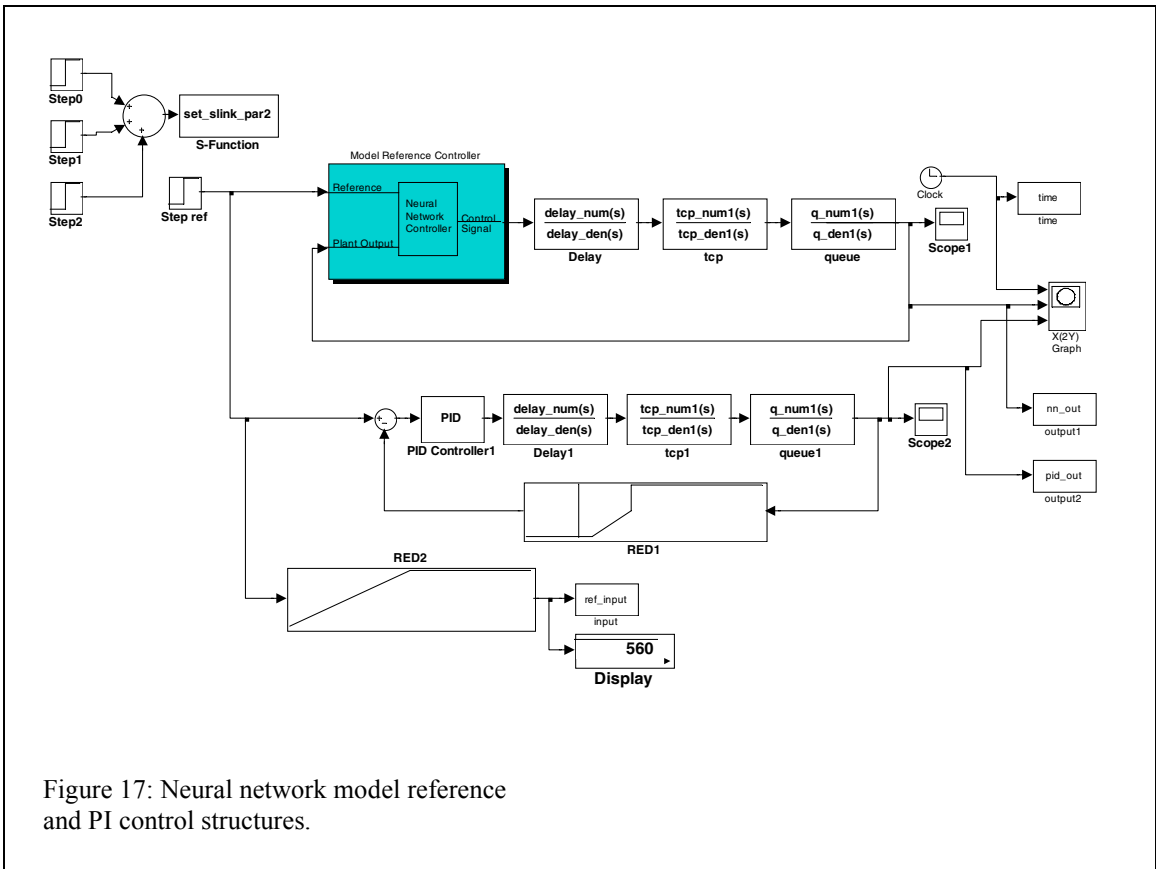 Step0
+
+
+
set_slink_par2
S-Function
Step1
Step2
Step ref
Model Reference Controller
Reference
Neural
Network
Controller
Control
Signal
Plant Output
delay_num(s)
delay_den(s)
Delay
tcp_num1(s)
tcp_den1(s)
tcp
q_num1(s)
q_den1(s)
queue
Scope1
Clock
time
time
X(2Y)
Graph
+
−
PID
PID Controller1
delay_num(s)
delay_den(s)
Delay1
tcp_num1(s)
tcp_den1(s)
tcp1
q_num1(s)
q_den1(s)
queue1
Scope2
nn_out
output1
pid_out
output2
RED1
RED2
ref_input
input
560
Display
Figure 17: Neural network model reference
and PI control structures.